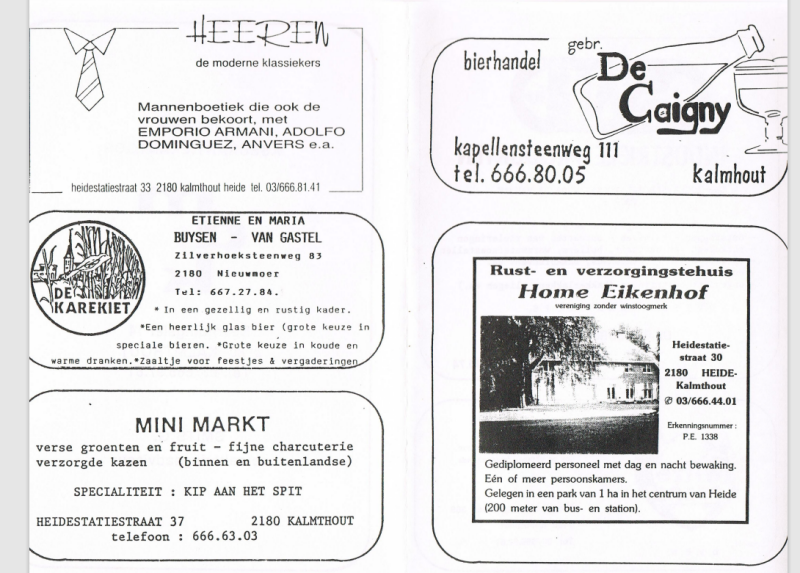 HEEREN
de moderne klassiekers
Mannenboetiek die ook de
vrouwen bekoort, met
EMPORIO ARMANI, ADOLFO
DOMINGUEZ, ANVERS e.a.
heidestatiestraat 33 2180 kalmthout heide tel. 03/666.81.41
ETIENNE EN MARIA
BUYSEN - VAN GASTEL
Zilverhoeksteenweg 83
2180 Nieuwmoer
Tel: 667.27.84.
DE
KAREKIET
* In een gezellig en rustig kader.
*Een heerlijk glas bier (grote keuze in
speciale bieren. *Grote keuze in koude en
warme dranken.*Zaaltje voor feestjes & vergaderingen
MINI MARKT
verse groenten en fruit - fijne charcuterie
verzorgde kazen (binnen en buitenlandse)
SPECIALITEIT : KIP AAN HET SPIT
HEIDESTATIESTRAAT 37 2180 KALMTHOUT
telefoon : 666.63.03
bierhandel gebr.
De
Caigny
kapellensteenweg 111
tel. 666.80.05 kalmhout
Rust- en verzorgingstehuis
Home Eikenhof
vereniging zonder winstoogmerk
Heidestatie-
straat 30
2180 HEIDE-
Kalmthout
✆ 03/666.44.01
Erkenningsnummer :
P.E. 1338
Gediplomeerd personeel met dag en nacht bewaking.
Eén of meer persoonskamers.
Gelegen in een park van 1 ha in het centrum van Heide
(200 meter van bus- en station).